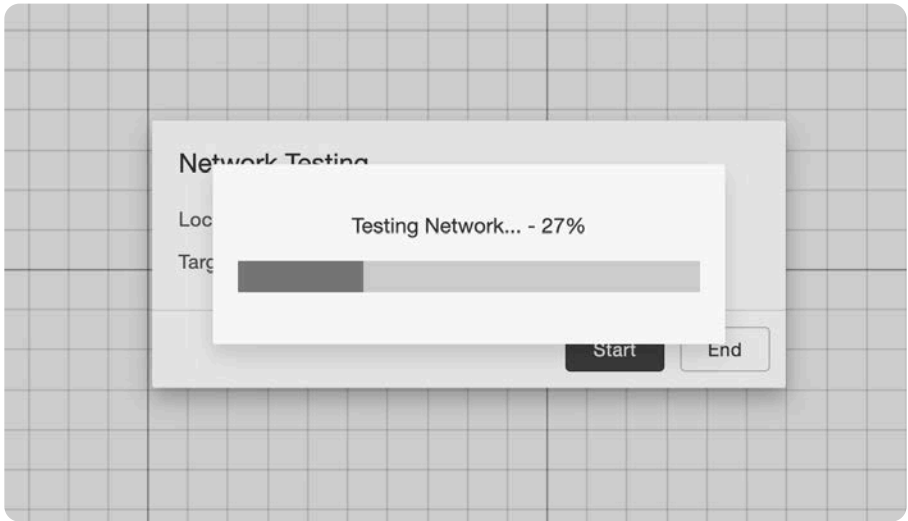 Network Testing
Loc
Testing Network... - 27%
Targ
Start
End